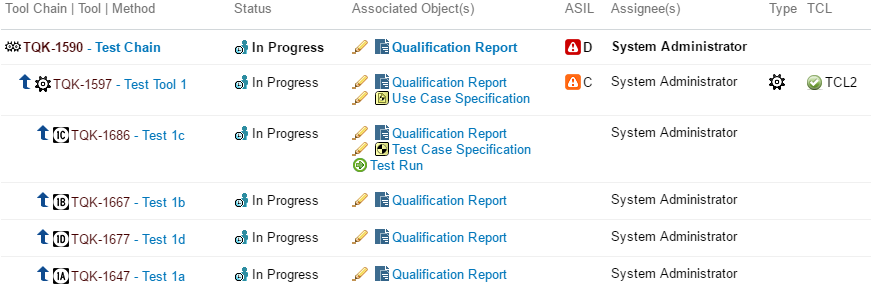 Tool Chain | Tool | Method Status Associated Object(s) ASIL Assignee(s) Type TCL
TQK-1590 - Test Chain In Progress Qualification Report D System Administrator
TQK-1597 - Test Tool 1 In Progress Qualification Report C System Administrator TCL2
Use Case Specification
1C TQK-1686 - Test 1c In Progress Qualification Report System Administrator
Test Case Specification
Test Run
1B TQK-1667 - Test 1b In Progress Qualification Report System Administrator
1D TQK-1677 - Test 1d In Progress Qualification Report System Administrator
1A TQK-1647 - Test 1a In Progress Qualification Report System Administrator